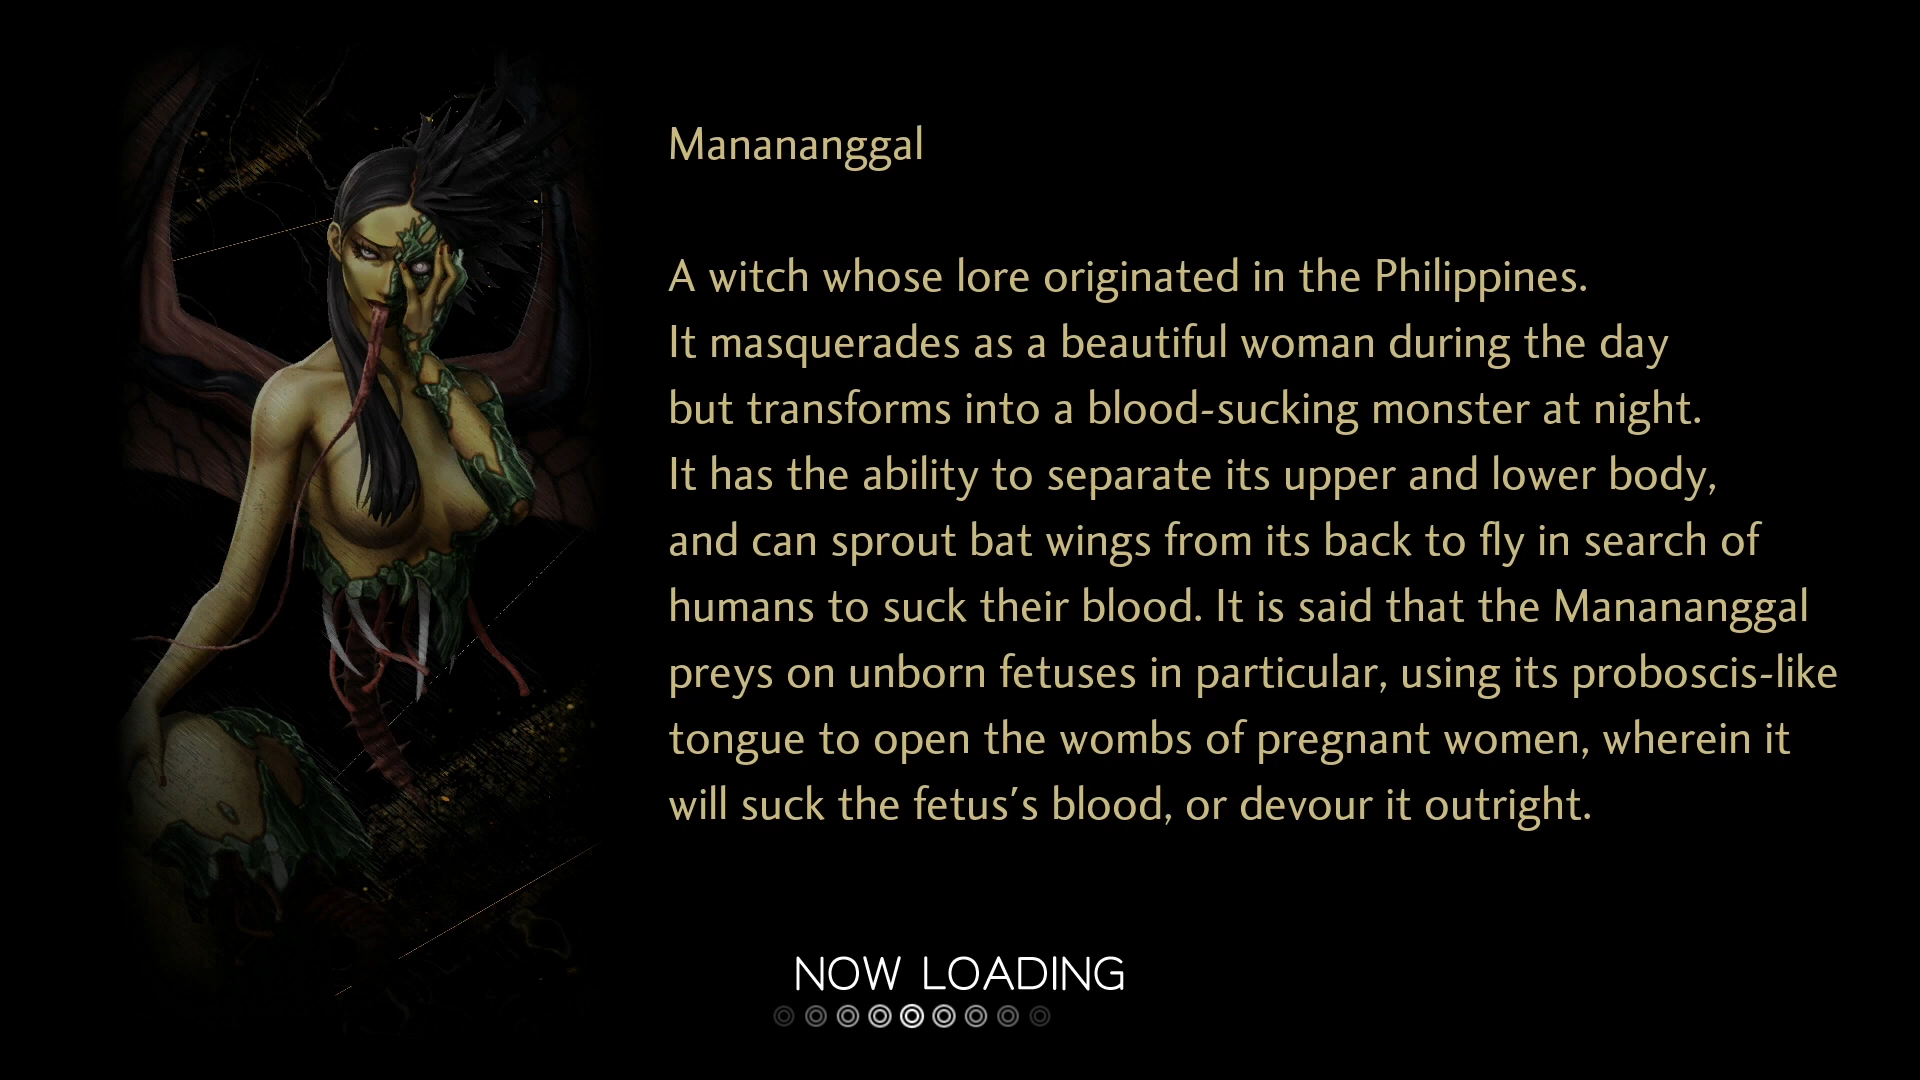 Manananggal
A witch whose lore originated in the Philippines.
It masquerades as a beautiful woman during the day
but transforms into a blood-sucking monster at night.
It has the ability to separate its upper and lower body,
and can sprout bat wings from its back to fly in search of
humans to suck their blood. It is said that the Manananggal
preys on unborn fetuses in particular, using its proboscis-like
tongue to open the wombs of pregnant women, wherein it
will suck the fetus's blood, or devour it outright.
NOW LOADING